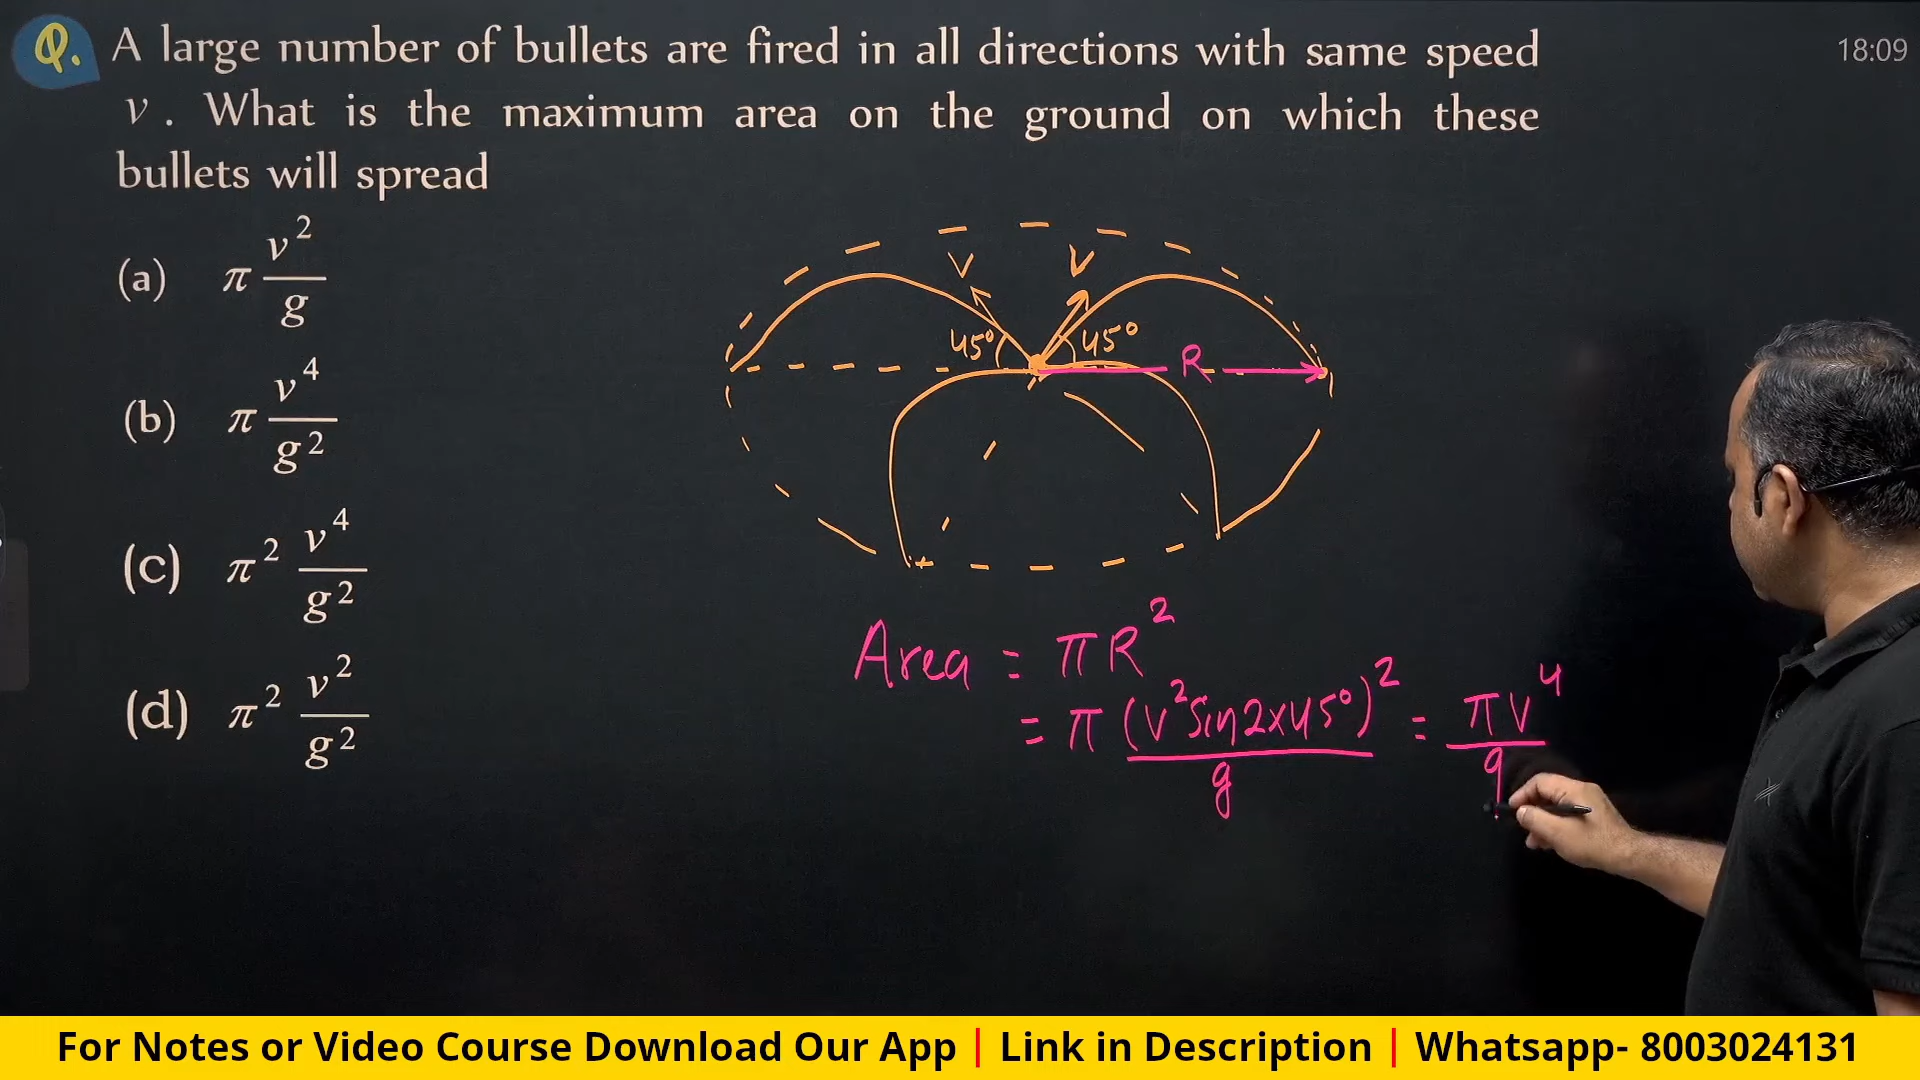 Q. A large number of bullets are fired in all directions with same speed
v. What is the maximum area on the ground on which these
bullets will spread
18:09
(a) π v²/g
(b) π v⁴/g²
(c) π² v⁴/g²
(d) π² v²/g²
V V
45° 45°
R
Area = πR²
= π (v² sin 2×45°)²/g = πv⁴/g
For Notes or Video Course Download Our App | Link in Description | Whatsapp- 8003024131